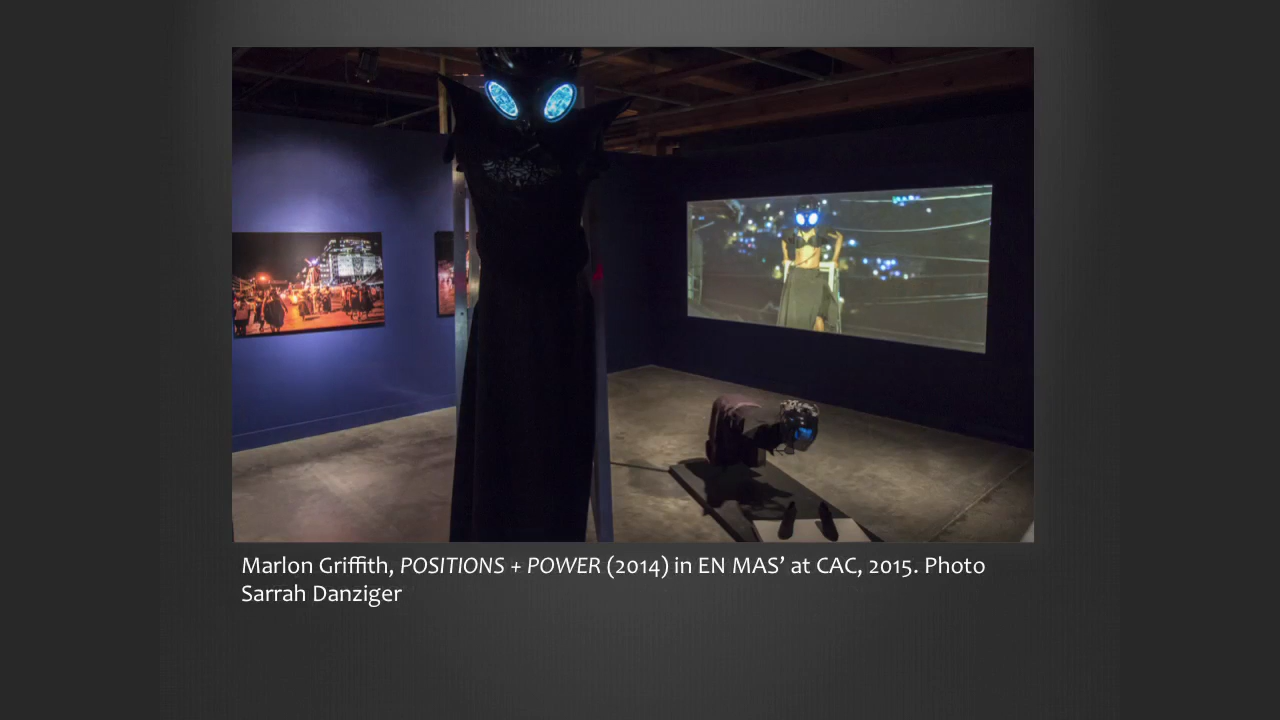 Marlon Griffith, POSITIONS + POWER (2014) in EN MAS’ at CAC, 2015. Photo
Sarrah Danziger